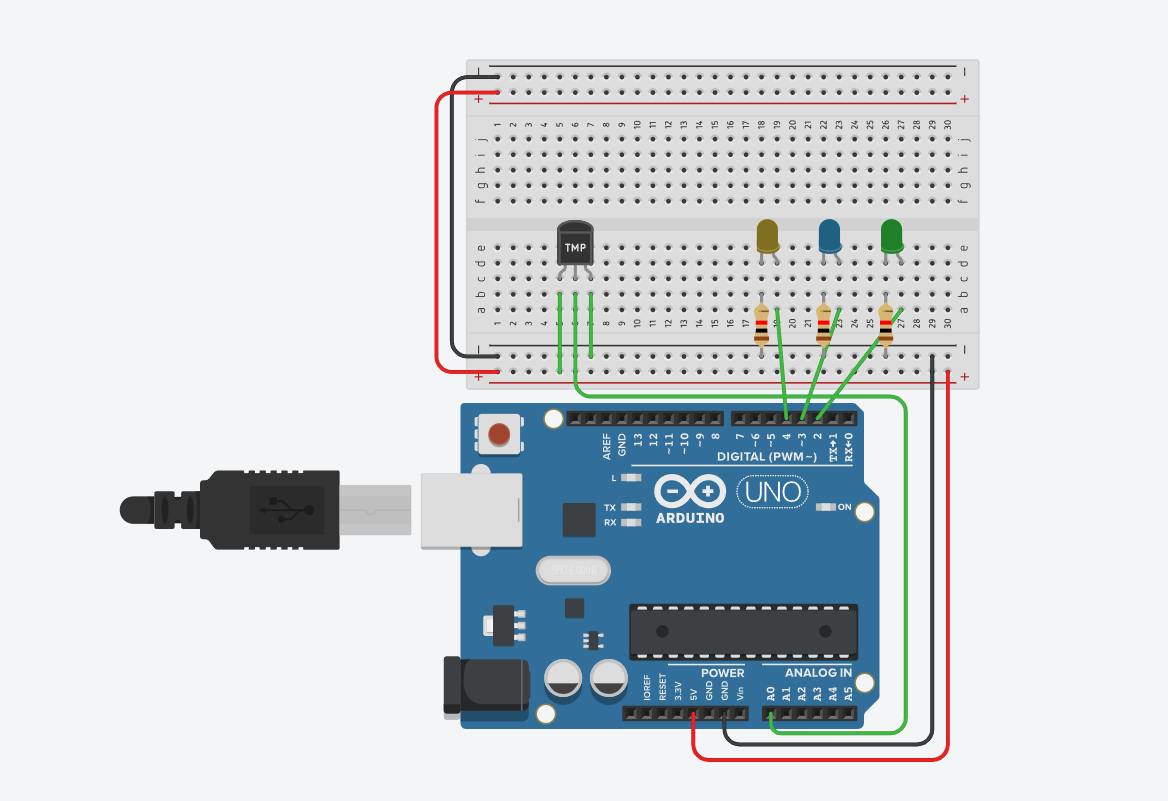 - -
+ +
1 2 3 4 5 6 7 8 9 10 11 12 13 14 15 16 17 18 19 20 21 22 23 24 25 26 27 28 29 30
j j
i i
h h
g g
f f
TMP
e e
d d
c c
b b
a a
1 2 3 4 5 6 7 8 9 10 11 12 13 14 15 16 17 19 20 21 22 23 24 25 27 28 29 30
- -
+ +
AREF GND 13 12 ~11 ~10 ~9 8 7 ~6 ~5 4 ~3 2 TX→1 RX←0
DIGITAL (PWM~)
L
TX
RX
UNO
ARDUINO
ON
POWER ANALOG IN
IOREF RESET 3.3V 5V GND GND Vin A0 A1 A2 A3 A4 A5